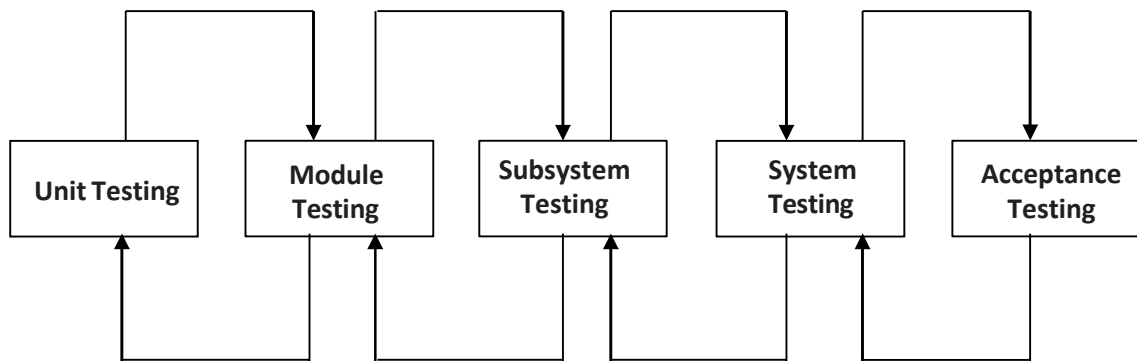 Unit Testing
Module
Testing
Subsystem
Testing
System
Testing
Acceptance
Testing